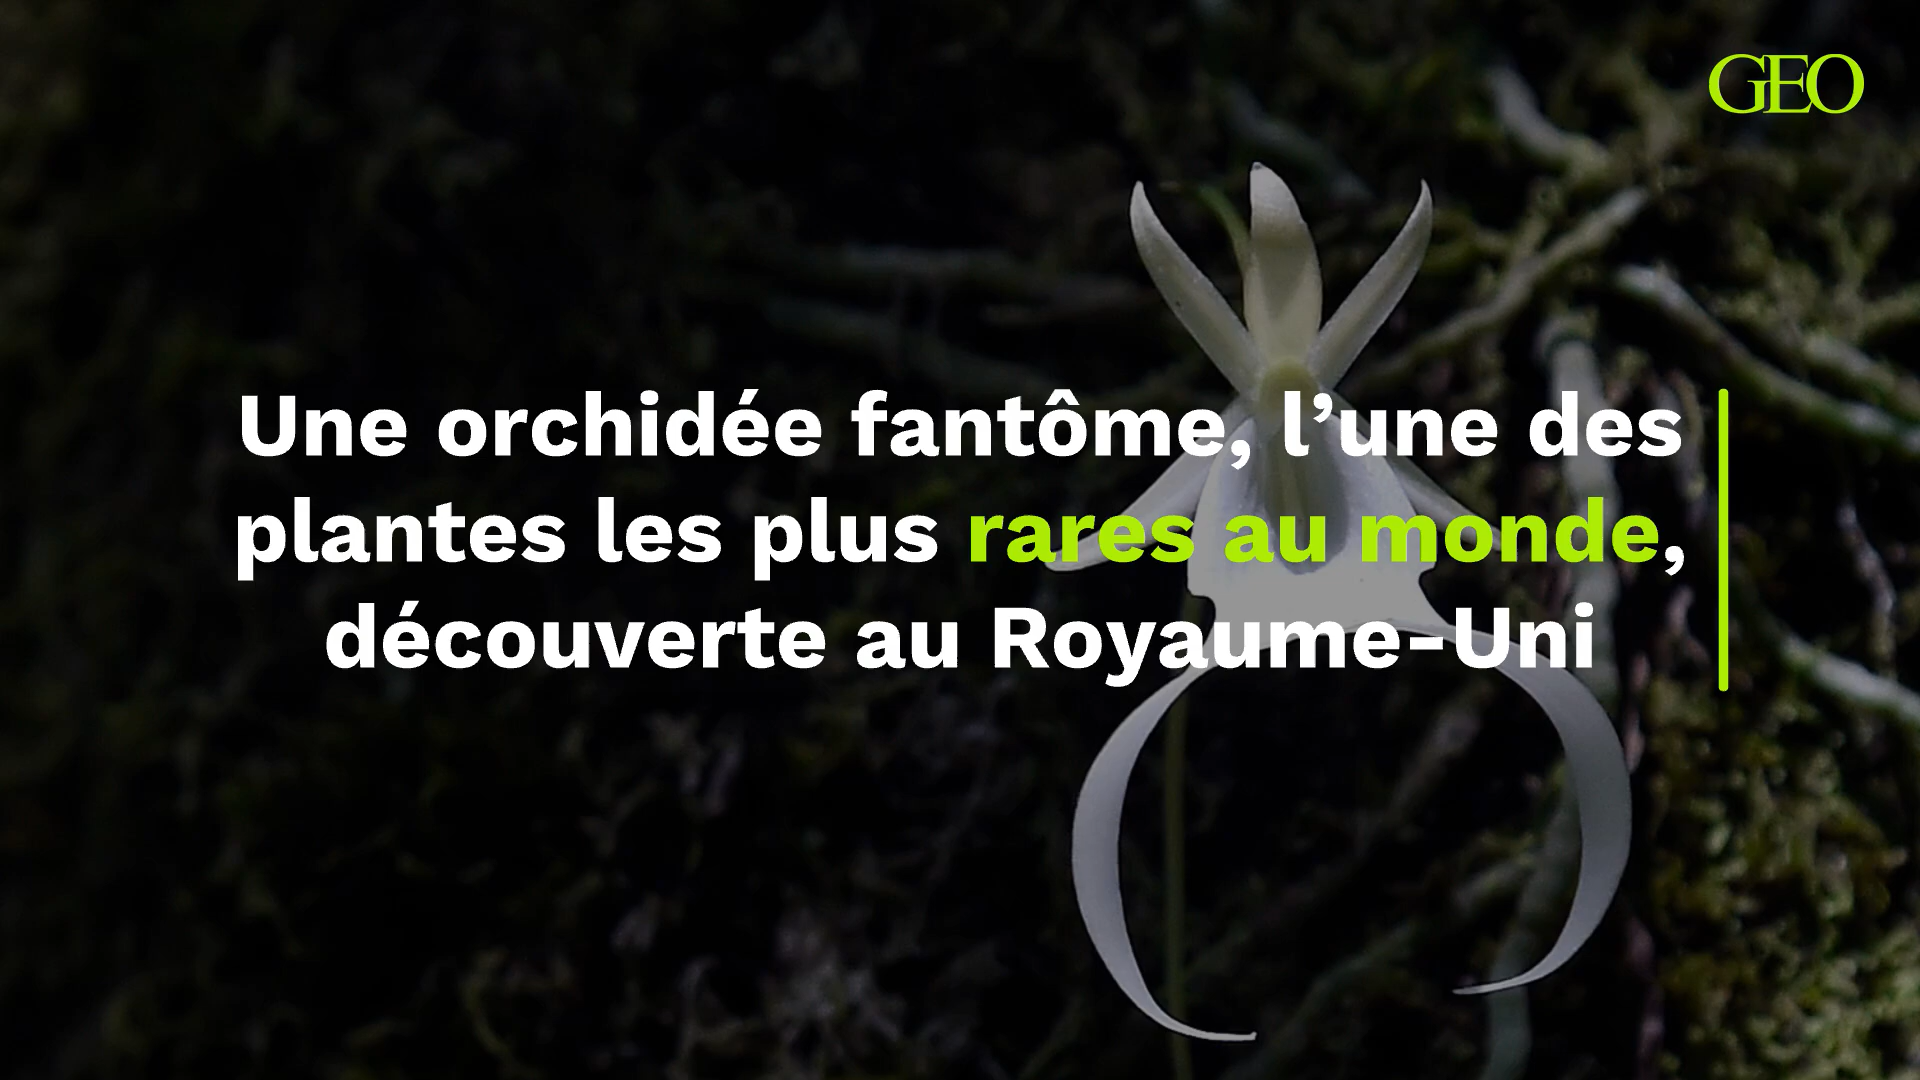 GEO
Une orchidée fantôme, l’une des
plantes les plus rares au monde,
découverte au Royaume-Uni